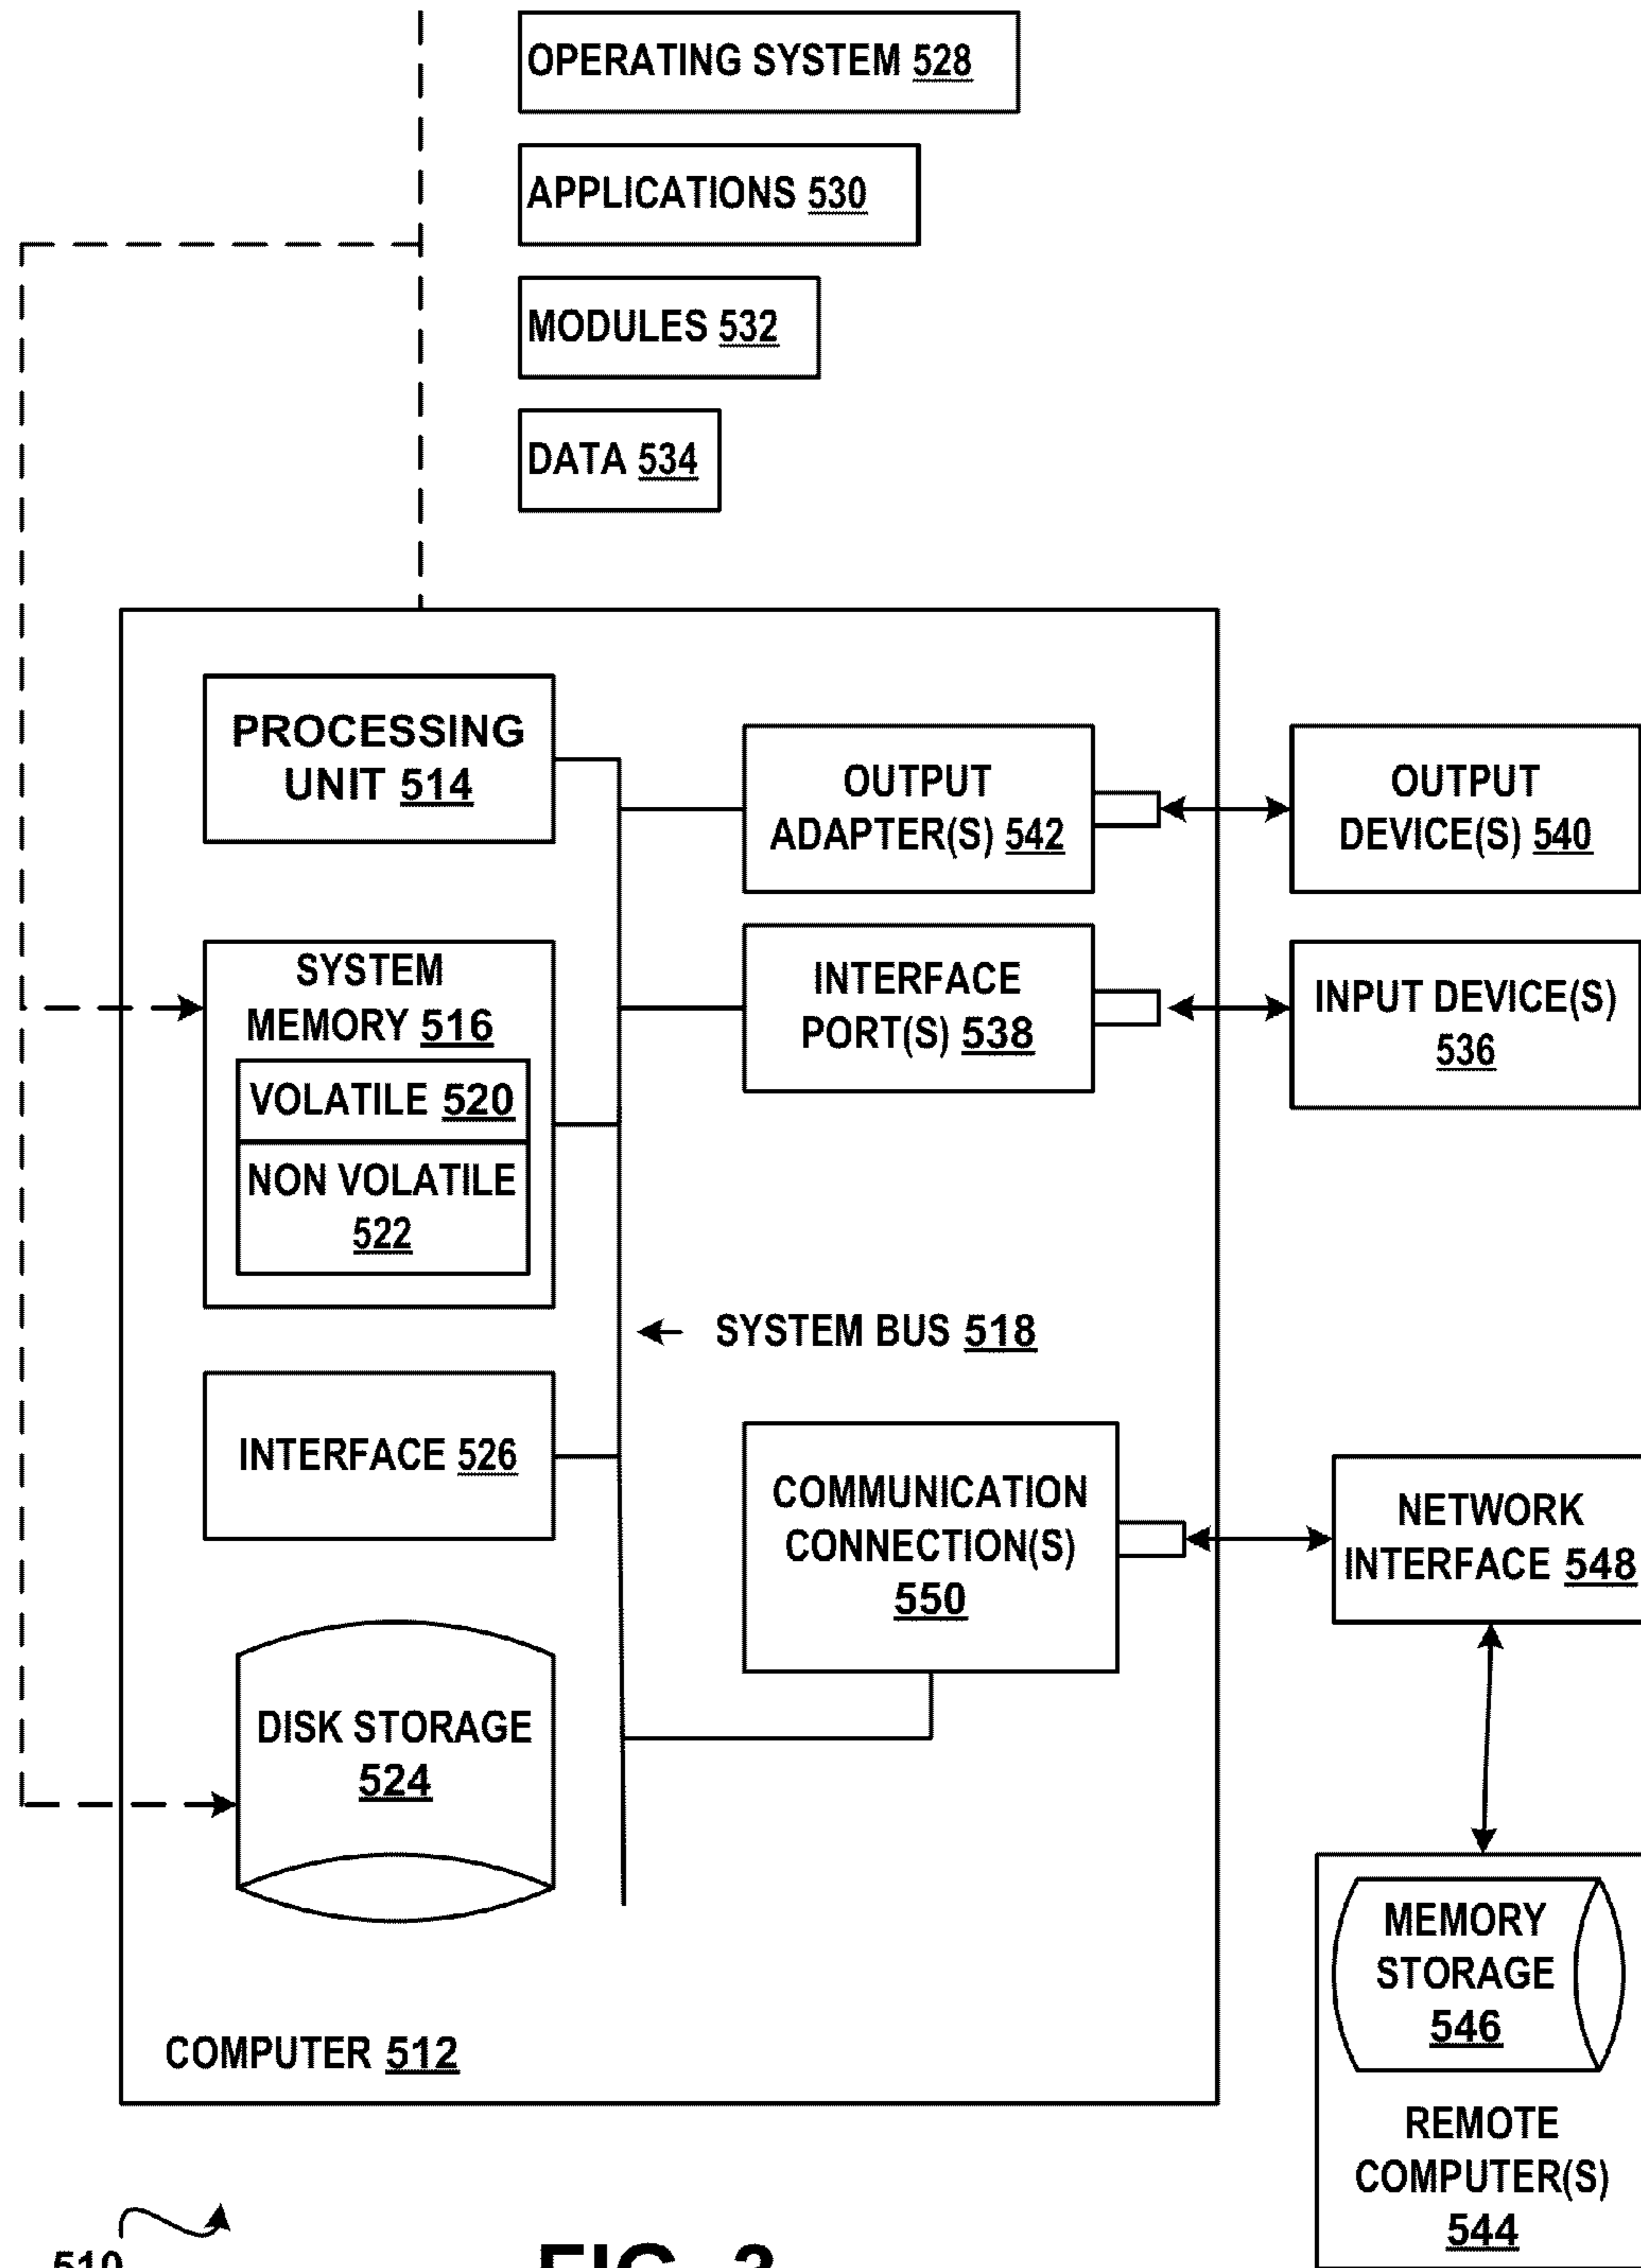 OPERATING SYSTEM 528
APPLICATIONS 530
MODULES 532
DATA 534
PROCESSING
UNIT 514
OUTPUT
ADAPTER(S) 542
OUTPUT
DEVICE(S) 540
SYSTEM
MEMORY 516
VOLATILE 520
NON VOLATILE
522
INTERFACE
PORT(S) 538
INPUT DEVICE(S)
536
SYSTEM BUS 518
INTERFACE 526
COMMUNICATION
CONNECTION(S)
550
NETWORK
INTERFACE 548
DISK STORAGE
524
MEMORY
STORAGE
546
REMOTE
COMPUTER(S)
544
COMPUTER 512
510